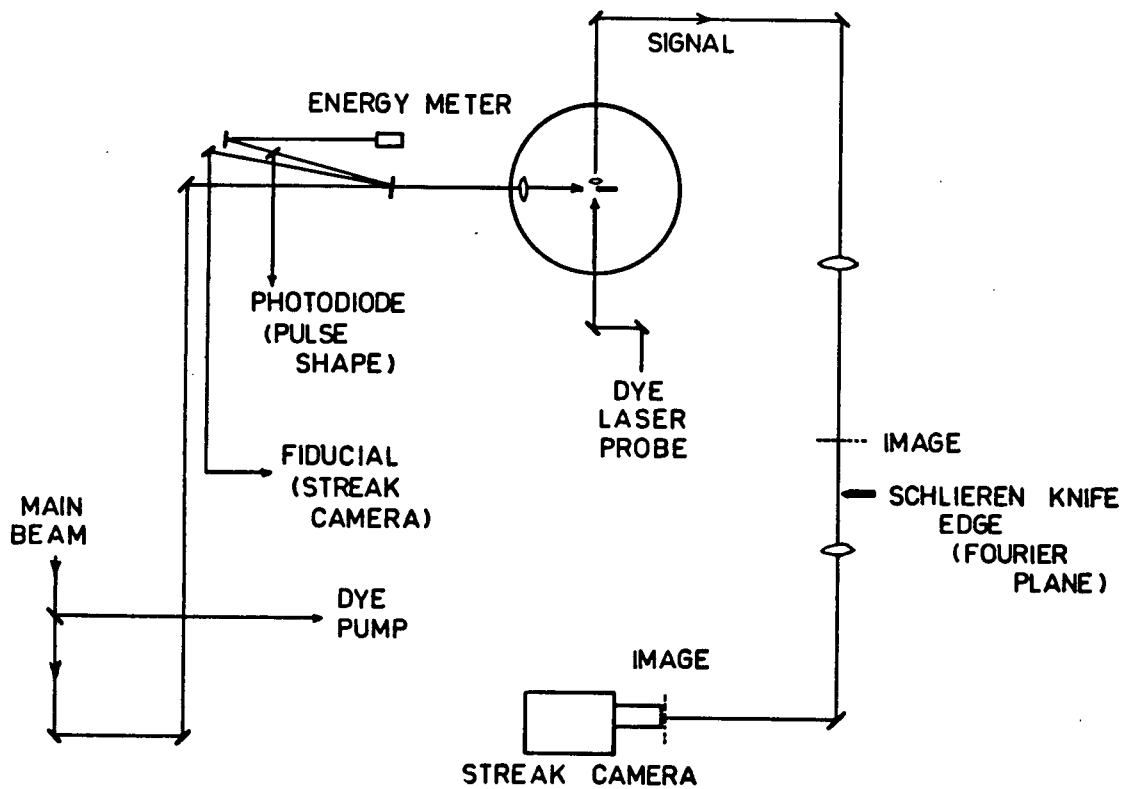 SIGNAL
ENERGY METER
PHOTODIODE
(PULSE
SHAPE)
DYE
LASER
PROBE
IMAGE
FIDUCIAL
(STREAK
CAMERA)
SCHLIEREN KNIFE
EDGE
(FOURIER
PLANE)
MAIN
BEAM
DYE
PUMP
IMAGE
STREAK CAMERA